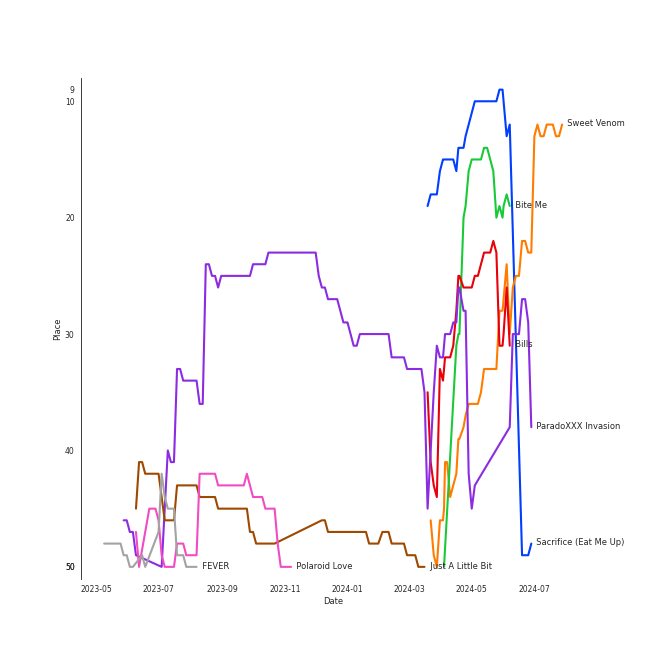 9
10
Sweet Venom
Bite Me
20
Place
30
Bills
ParadoXXX Invasion
40
Sacrifice (Eat Me Up)
50
FEVER
Polaroid Love
Just A Little Bit
2023-05
2023-07
2023-09
2023-11
2024-01
2024-03
2024-05
2024-07
Date